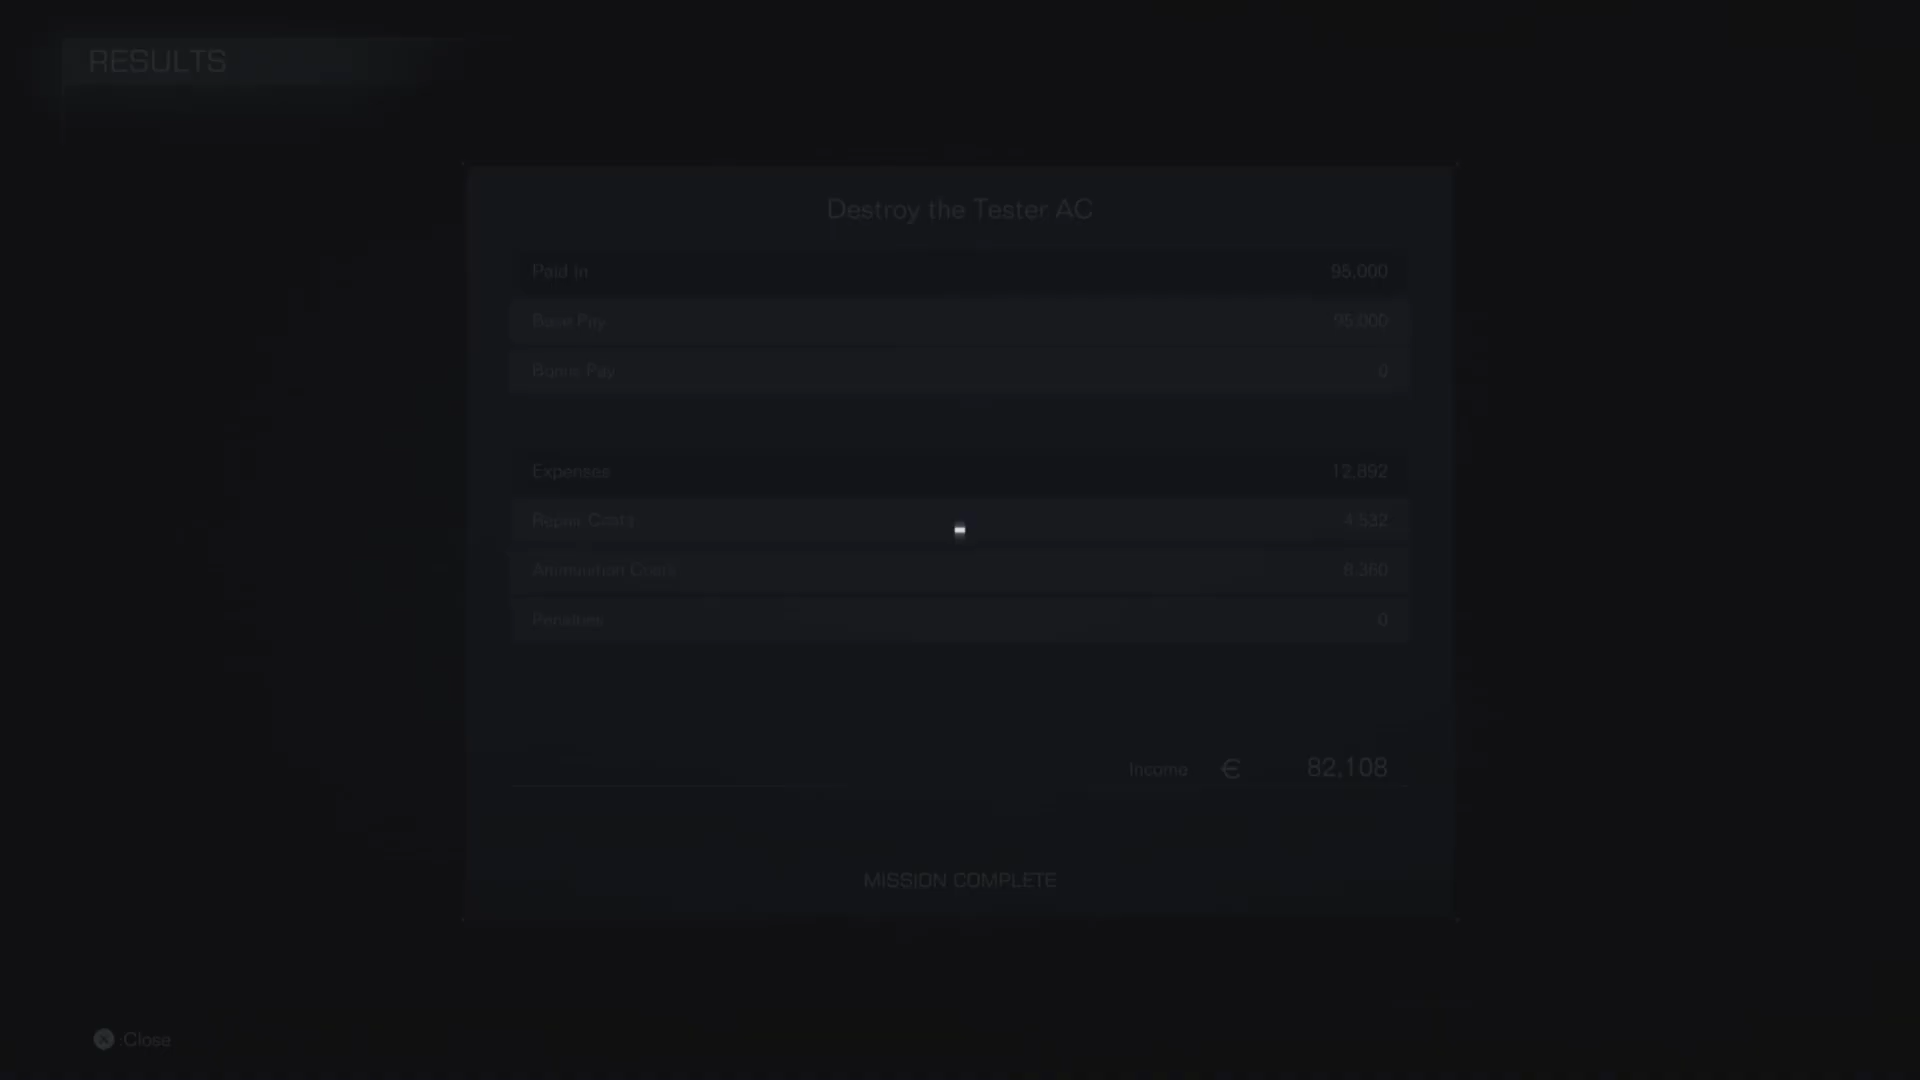 RESULTS
Destroy the Tester AC
Paid In 95,000
Base Pay 95,000
Bonus Pay 0
Expenses 12,892
Repair Costs 4,532
Ammunition Costs 8,360
Penalties 0
Income € 82,108
MISSION COMPLETE
:Close